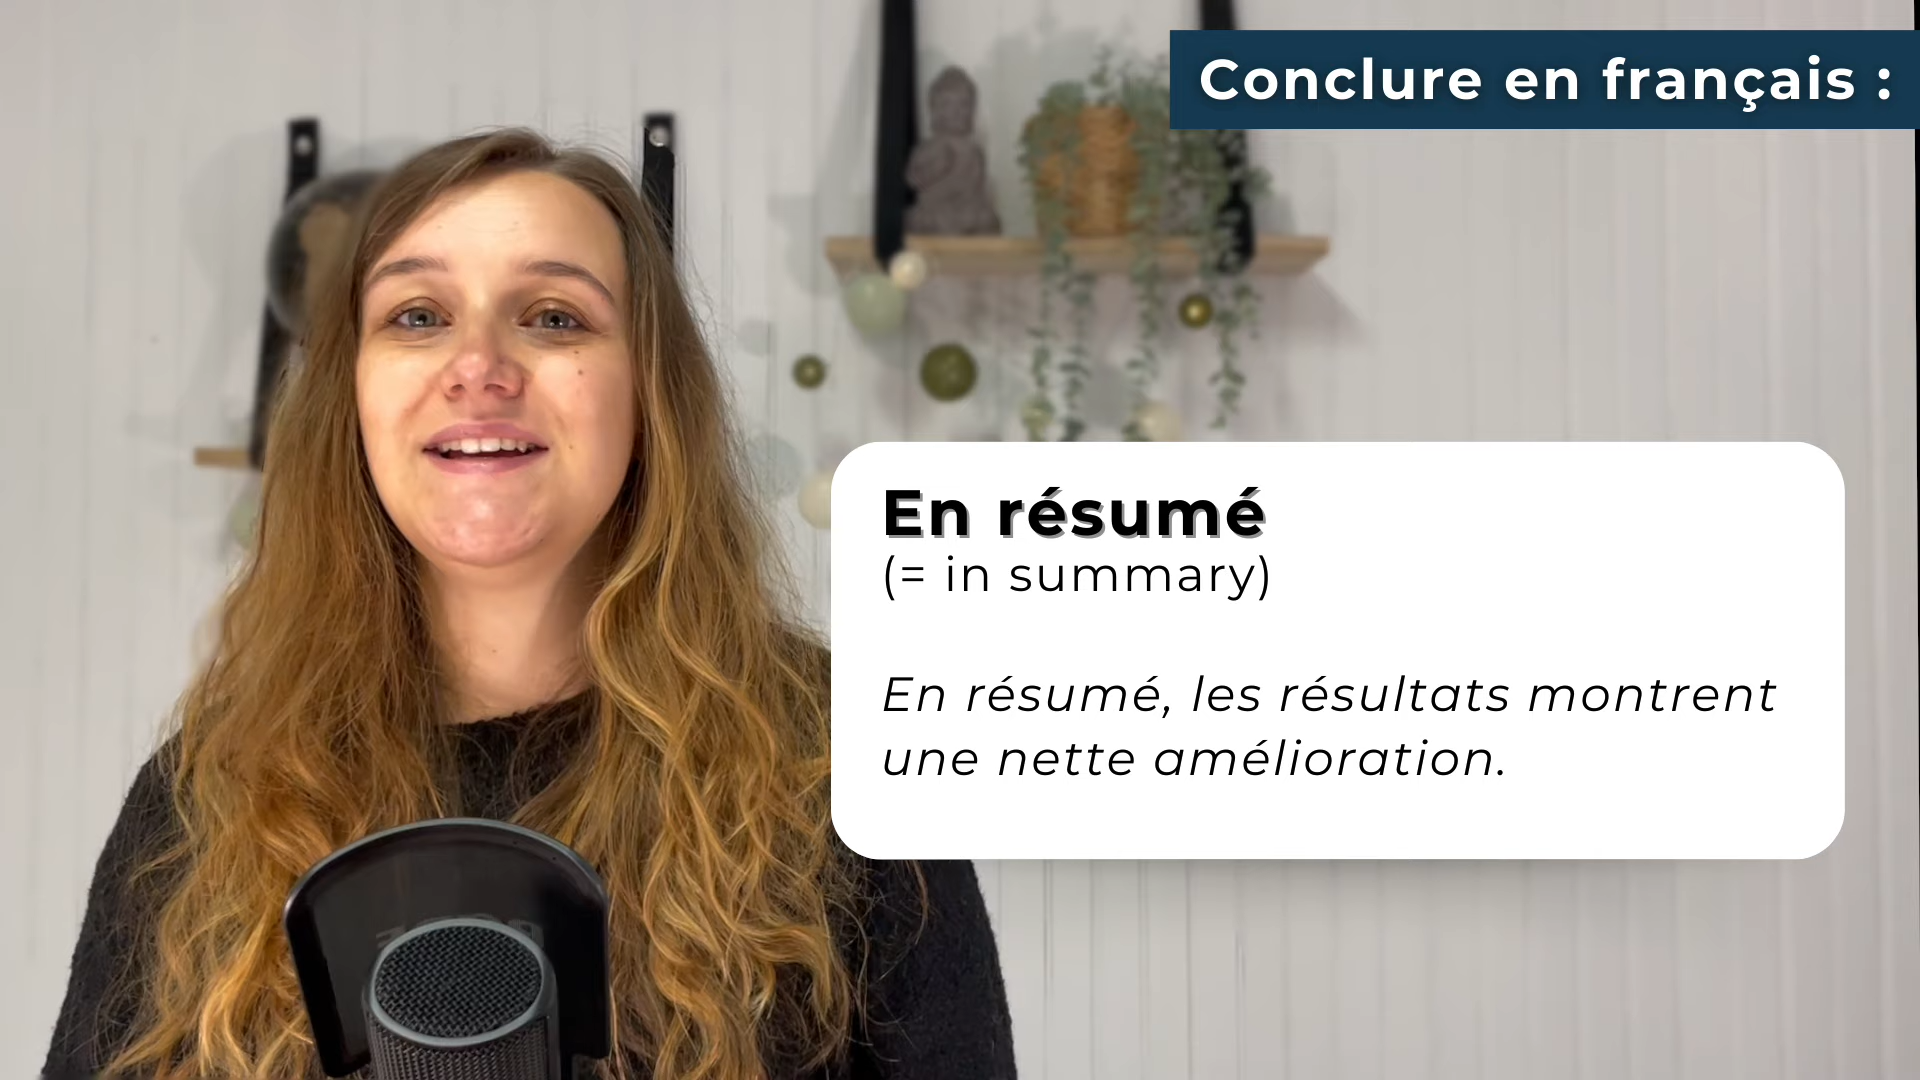 Conclure en français :
En résumé
(= in summary)
En résumé, les résultats montrent
une nette amélioration.